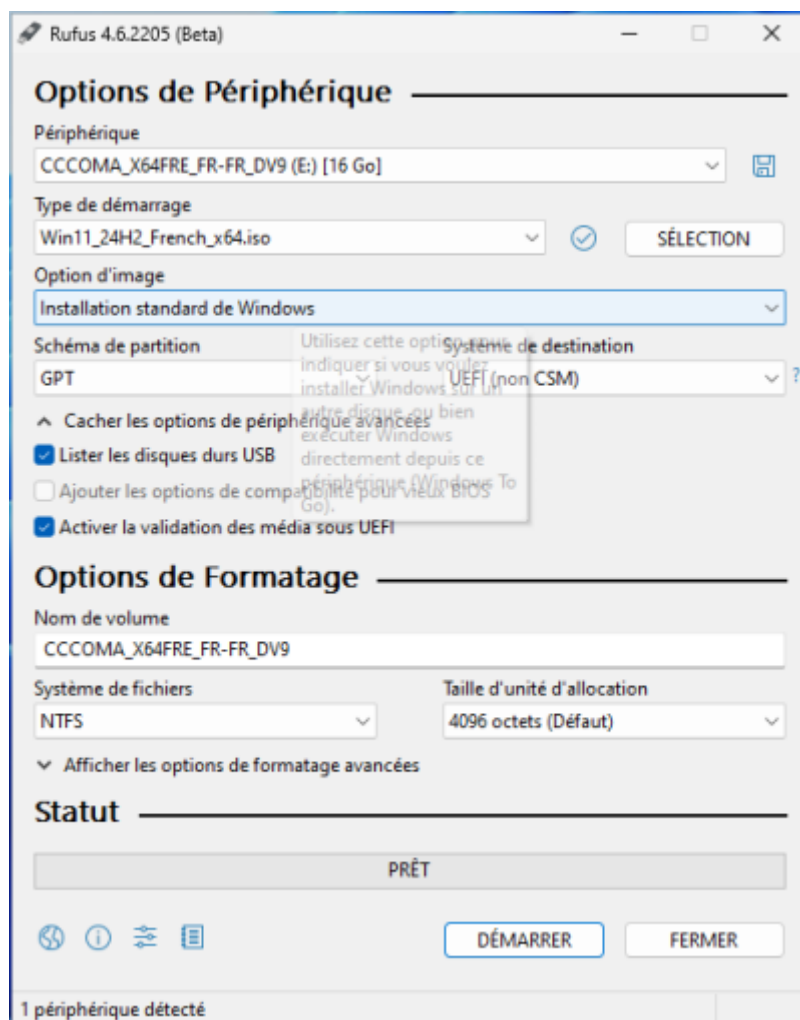 Rufus 4.6.2205 (Beta)
Options de Périphérique
Périphérique
CCCOMA_X64FRE_FR-FR_DV9 (E:) [16 Go]
Type de démarrage
Win11_24H2_French_x64.iso
SÉLECTION
Option d'image
Installation standard de Windows
Schéma de partition
Système de destination
GPT
UEFI (non CSM)
?
Utilisez cette option pour
indiquer si vous voulez
installer Windows sur un
autre disque, ou bien
exécuter Windows
directement depuis ce
périphérique (Windows To
Go).
Cacher les options de périphérique avancées
Lister les disques durs USB
Ajouter les options de compatibilité pour vieux BIOS
Activer la validation des média sous UEFI
Options de Formatage
Nom de volume
CCCOMA_X64FRE_FR-FR_DV9
Système de fichiers
Taille d'unité d'allocation
NTFS
4096 octets (Défaut)
Afficher les options de formatage avancées
Statut
PRÊT
DÉMARRER
FERMER
1 périphérique détecté